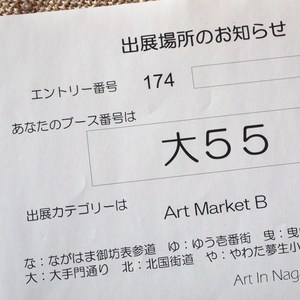 出展場所のお知らせ
エントリー番号 174
あなたのブース番号は
大５５
出展カテゴリーは Art Market B
な：ながはま御坊表参道 ゆ：ゆう壱番街 曳：曳
大：大手門通り 北：北国街道 や：やわた夢生小
Art In Nag